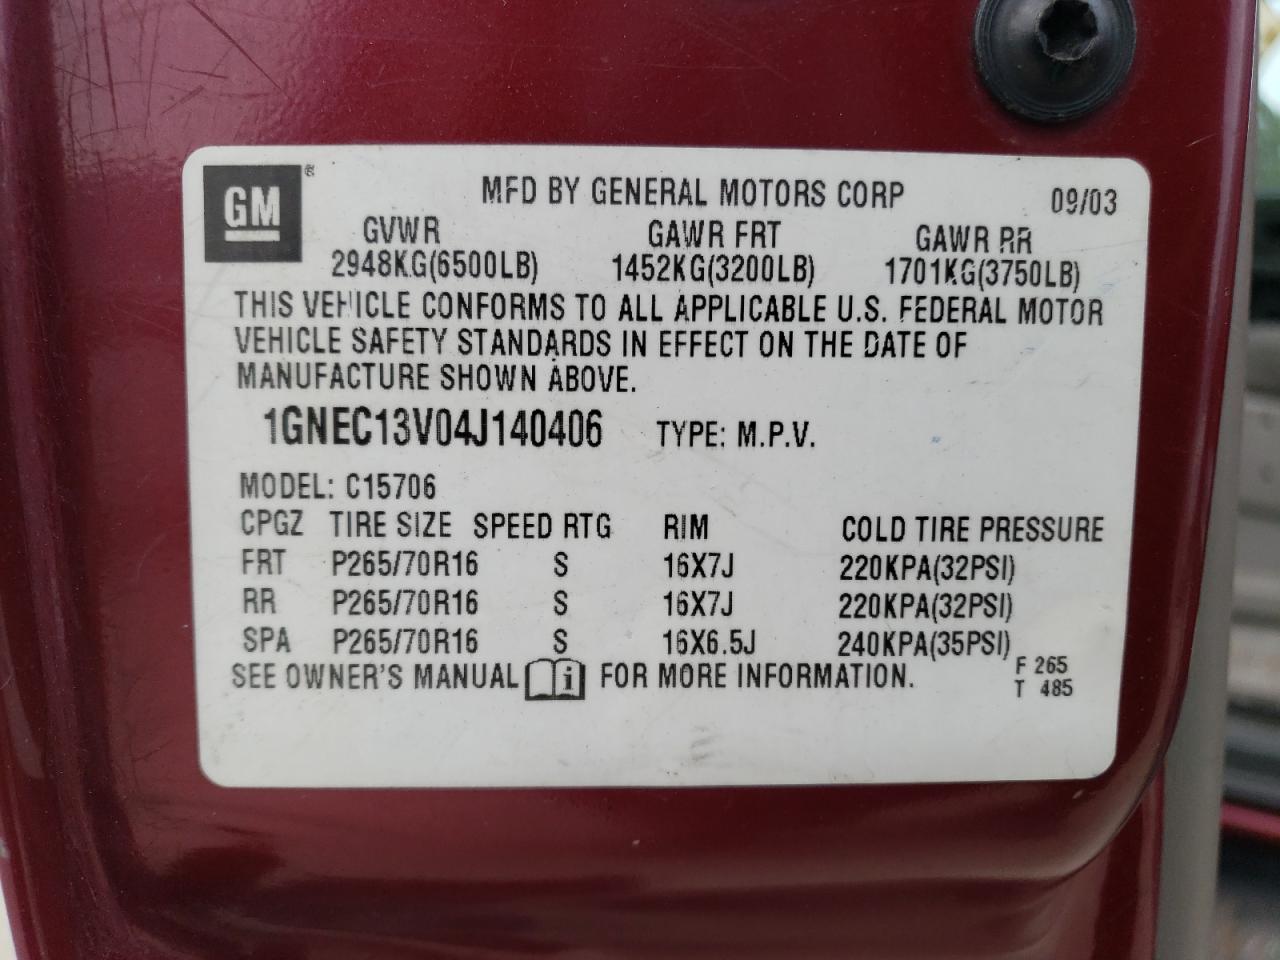 GM®
MFD BY GENERAL MOTORS CORP 09/03
GVWR GAWR FRT GAWR RR
2948KG(6500LB) 1452KG(3200LB) 1701KG(3750LB)
THIS VEHICLE CONFORMS TO ALL APPLICABLE U.S. FEDERAL MOTOR
VEHICLE SAFETY STANDARDS IN EFFECT ON THE DATE OF
MANUFACTURE SHOWN ABOVE.
1GNEC13V04J140406 TYPE: M.P.V.
MODEL: C15706
CPGZ TIRE SIZE SPEED RTG RIM COLD TIRE PRESSURE
FRT P265/70R16 S 16X7J 220KPA(32PSI)
RR P265/70R16 S 16X7J 220KPA(32PSI)
SPA P265/70R16 S 16X6.5J 240KPA(35PSI)
SEE OWNER'S MANUAL i FOR MORE INFORMATION.
F 265
T 485